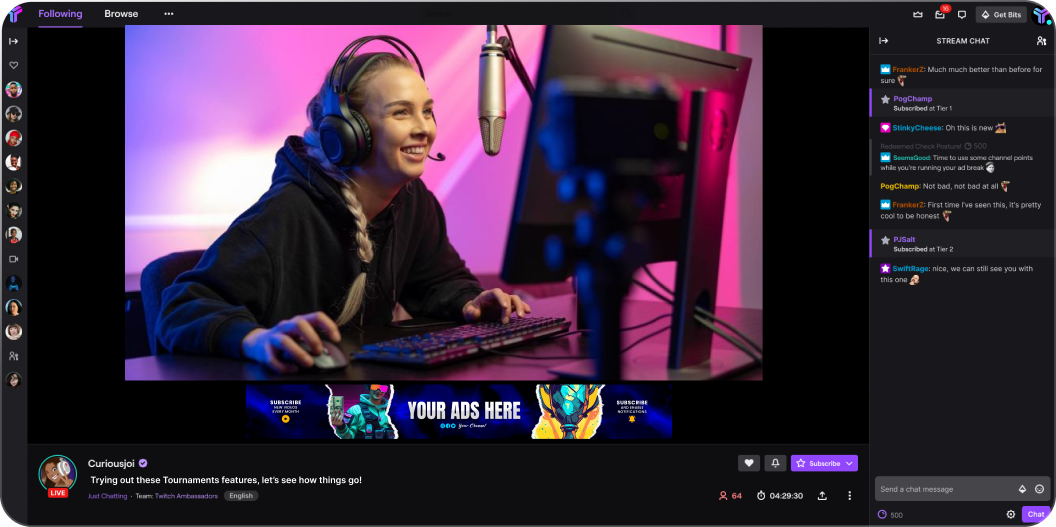 Following Browse
16
Get Bits
STREAM CHAT
FrankerZ: Much much better than before for
sure
PogChamp
Subscribed at Tier 1
StinkyCheese: Oh this is new
Redeemed Check Posture! 500
SeemsGood: Time to use some channel points
while you're running your ad break
PogChamp: Not bad, not bad at all
FrankerZ: First time I've seen this, it's pretty
cool to be honest
PJSalt
Subscribed at Tier 2
SwiftRage: nice, we can still see you with
this one
SUBSCRIBE
NEW VIDEOS
EVERY MONTH
YOUR ADS HERE
Your Channel
SUBSCRIBE
AND ENABLE
NOTIFICATIONS
Curiousjoi
Trying out these Tournaments features, let's see how things go!
LIVE
Just Chatting · Team: Twitch Ambassadors English
Subscribe
64 04:29:30
Send a chat message
500
Chat